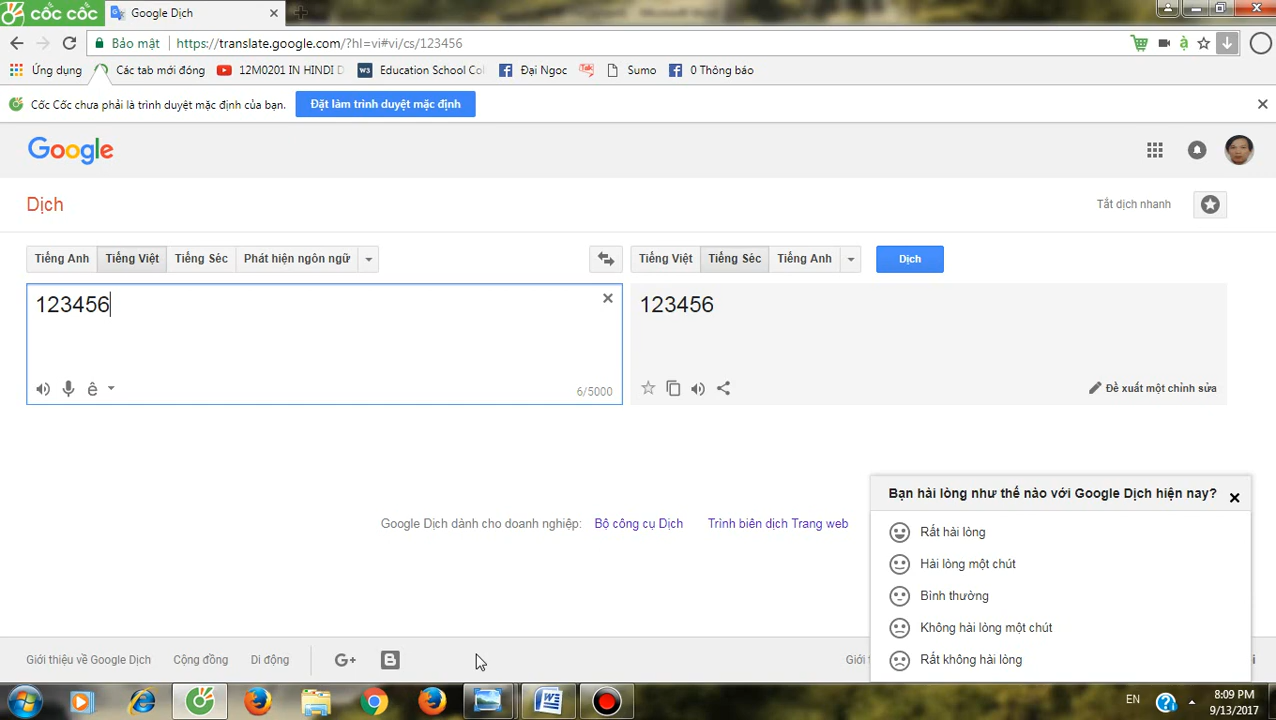 cốc cốc
Google Dịch
Bảo mật
https://translate.google.com/?hl=vi#vi/cs/123456
Ứng dụng
Các tab mới đóng
12M0201 IN HINDI D
Education School Col
Đại Ngọc
Sumo
0 Thông báo
Cốc Cốc chưa phải là trình duyệt mặc định của bạn.
Đặt làm trình duyệt mặc định
Google
Dịch
Tắt dịch nhanh
Tiếng Anh
Tiếng Việt
Tiếng Séc
Phát hiện ngôn ngữ
Tiếng Việt
Tiếng Séc
Tiếng Anh
Dịch
123456
123456
ê
6/5000
Đề xuất một chỉnh sửa
Bạn hài lòng như thế nào với Google Dịch hiện nay?
Google Dịch dành cho doanh nghiệp:
Bộ công cụ Dịch
Trình biên dịch Trang web
Rất hài lòng
Hài lòng một chút
Bình thường
Không hài lòng một chút
Rất không hài lòng
Giới thiệu về Google Dịch
Cộng đồng
Di động
G+
EN
8:09 PM
9/13/2017